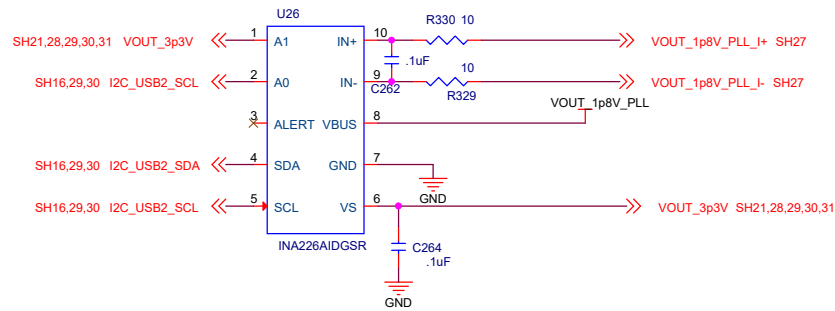 U26
1 10 R330 10
SH21,28,29,30,31 VOUT_3p3V A1 IN+ VOUT_1p8V_PLL_I+ SH27
.1uF
2 9 10
SH16,29,30 I2C_USB2_SCL A0 IN- VOUT_1p8V_PLL_I- SH27
C262 R329
VOUT_1p8V_PLL
3 8
ALERT VBUS
4 7
SH16,29,30 I2C_USB2_SDA SDA GND
GND
5 6
SH16,29,30 I2C_USB2_SCL SCL VS VOUT_3p3V SH21,28,29,30,31
INA226AIDGSR
C264
.1uF
GND